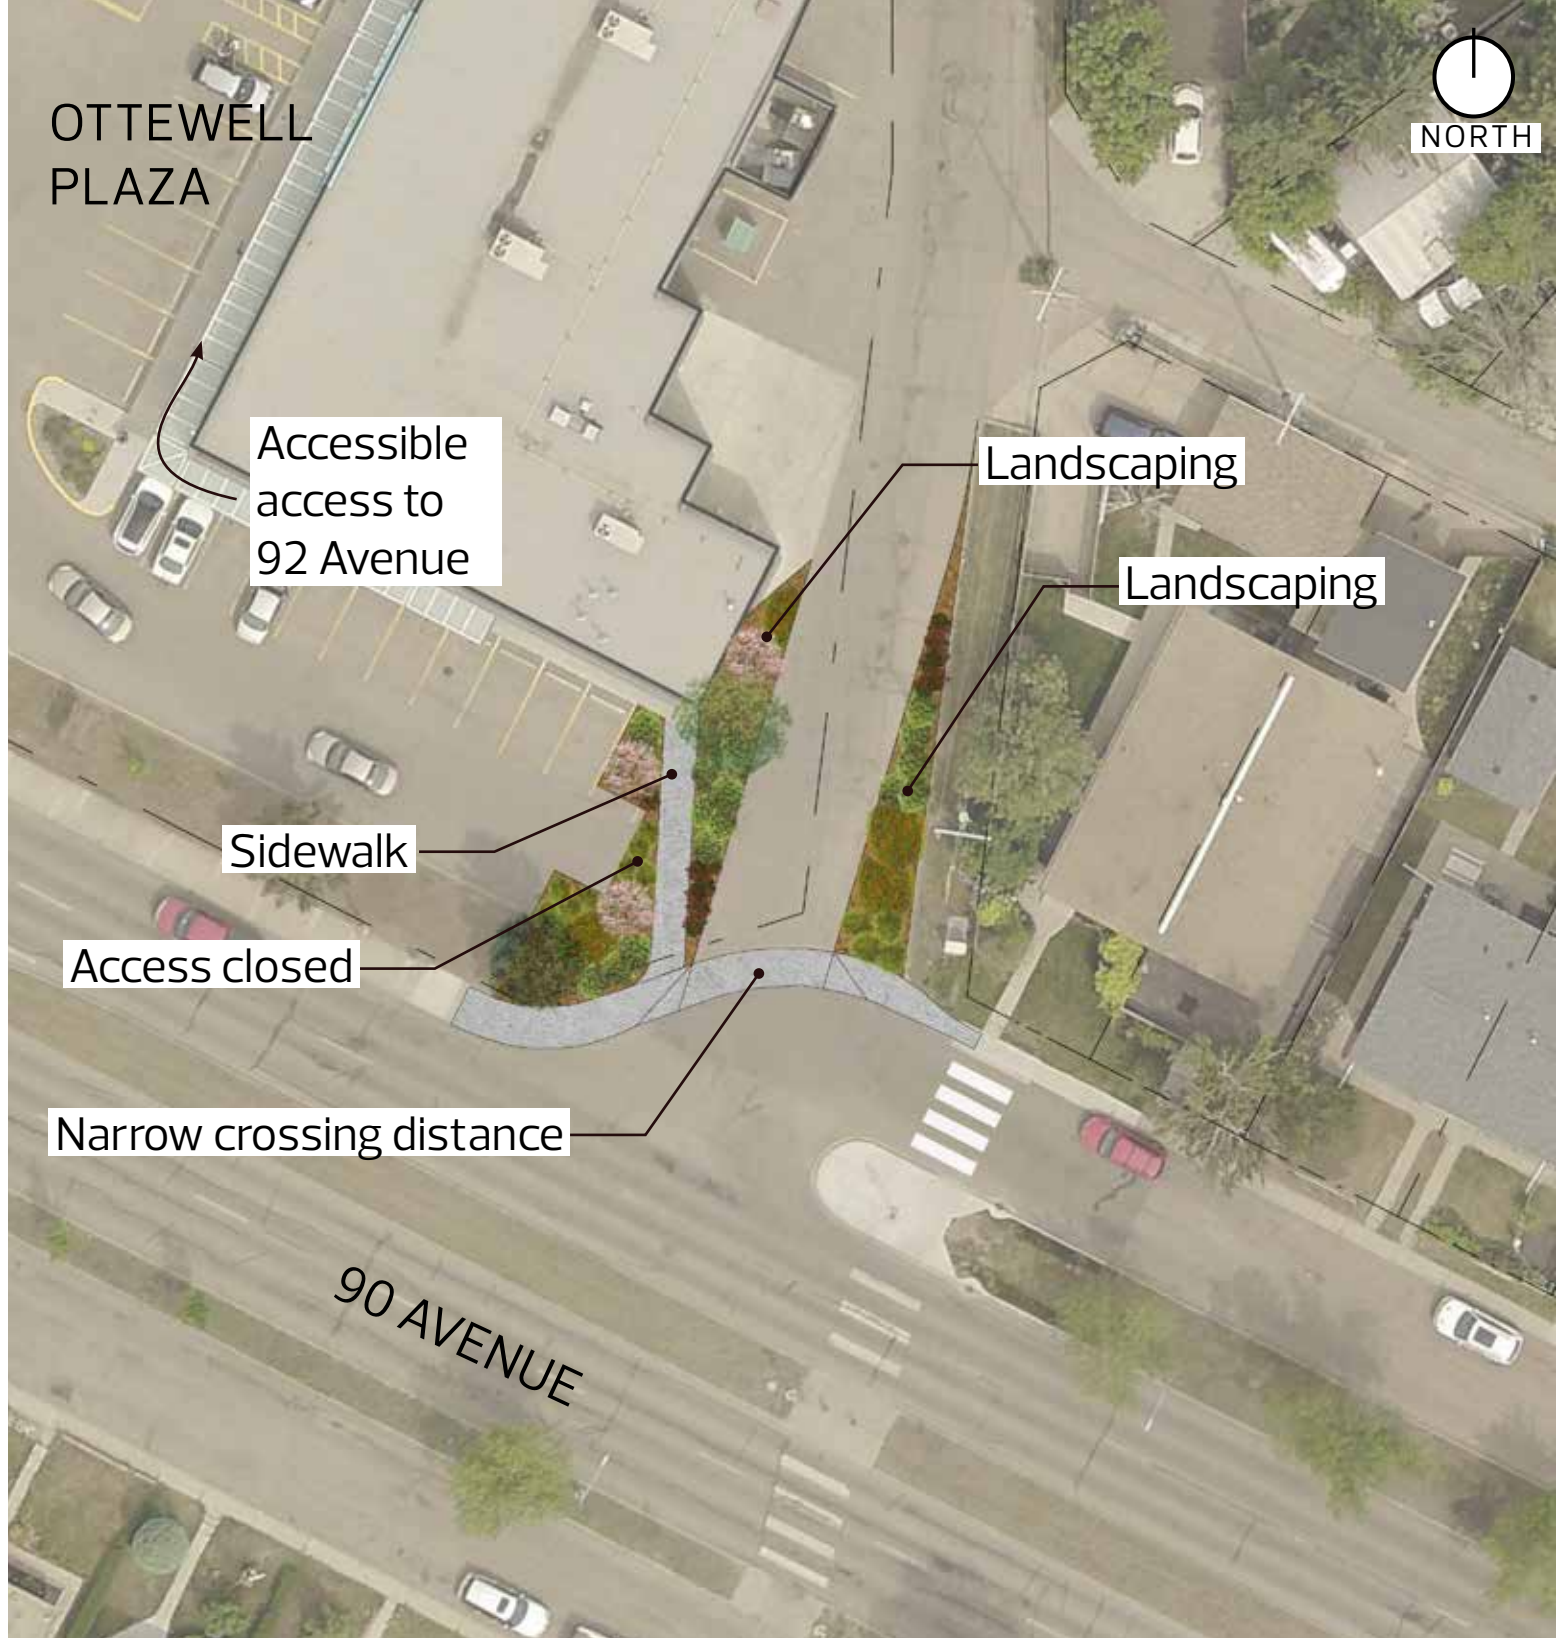 OTTEWELL
PLAZA
NORTH
Accessible
access to
92 Avenue
Landscaping
Landscaping
Sidewalk
Access closed
Narrow crossing distance
90 AVENUE